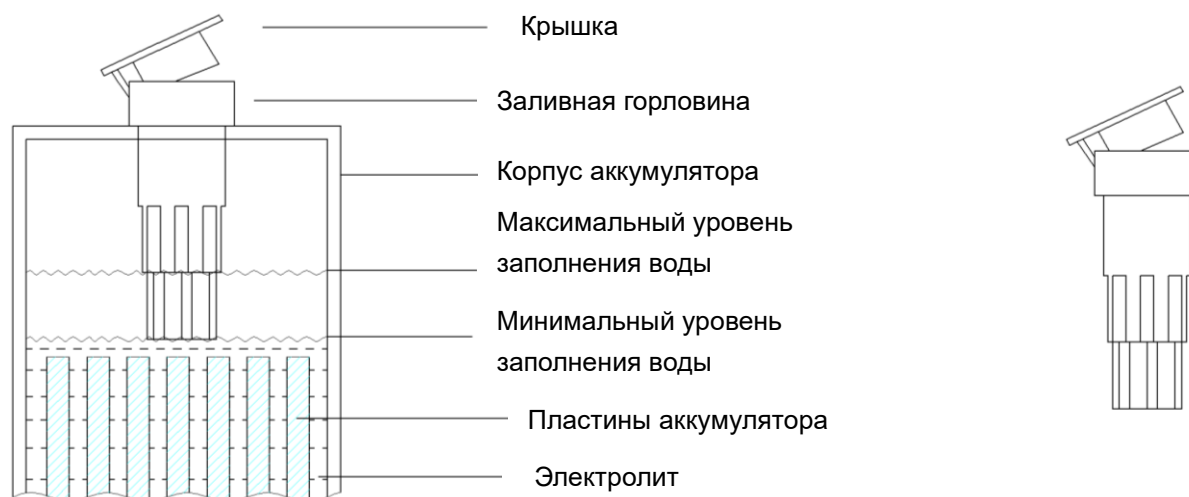 Крышка
Заливная горловина
Корпус аккумулятора
Максимальный уровень
заполнения воды
Минимальный уровень
заполнения воды
Пластины аккумулятора
Электролит